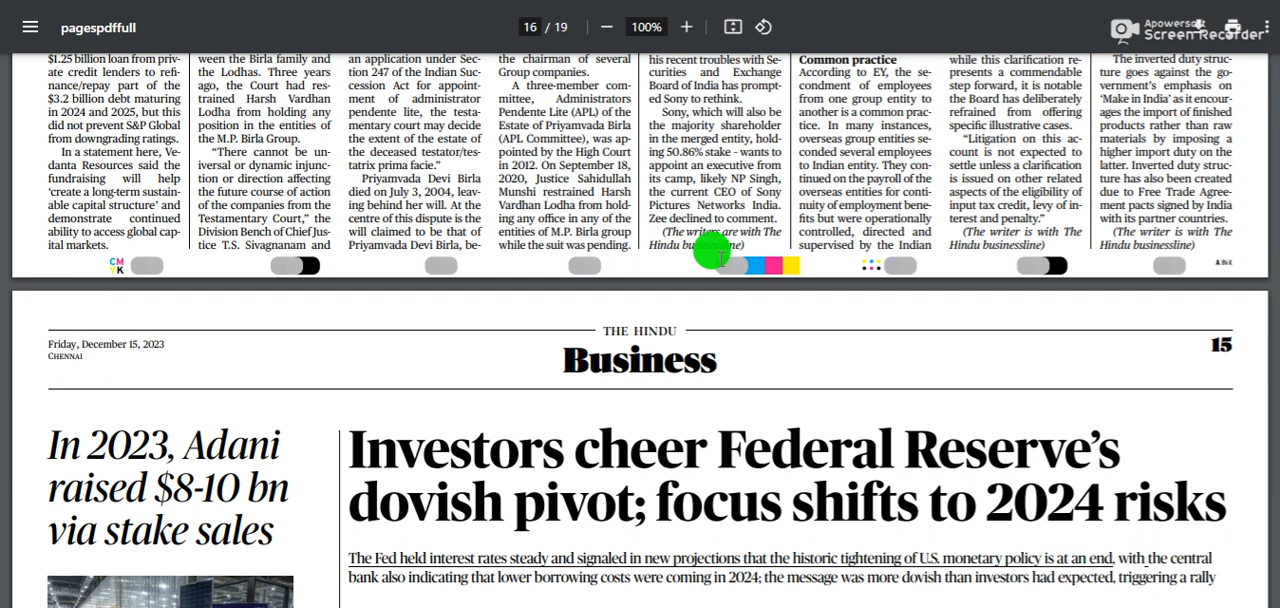 pagespdffull
16 / 19
100%
Apowersoft
Screen Recorder
$1.25 billion loan from priv-
ate credit lenders to refi-
nance/repay part of the
$3.2 billion debt maturing
in 2024 and 2025, but this
did not prevent S&P Global
from downgrading ratings.
In a statement here, Ve-
danta Resources said the
fundraising will help
'create a long-term sustain-
able capital structure' and
demonstrate continued
ability to access global cap-
ital markets.
ween the Birla family and
the Lodhas. Three years
ago, the Court had res-
trained Harsh Vardhan
Lodha from holding any
position in the entities of
the M.P. Birla Group.
"There cannot be un-
iversal or dynamic injunc-
tion or direction affecting
the future course of action
of the companies from the
Testamentary Court," the
Division Bench of Chief Jus-
tice T.S. Sivagnanam and
an application under Sec-
tion 247 of the Indian Suc-
cession Act for appoint-
ment of administrator
pendente lite, the testa-
mentary court may decide
the extent of the estate of
the deceased testator/tes-
tatrix prima facie."
Priyamvada Devi Birla
died on July 3, 2004, leav-
ing behind her will. At the
centre of this dispute is the
will claimed to be that of
Priyamvada Devi Birla, be-
the chairman of several
Group companies.
A three-member com-
mittee, Administrators
Pendente Lite (APL) of the
Estate of Priyamvada Birla
(APL Committee), was ap-
pointed by the High Court
in 2012. On September 18,
2020, Justice Sahidullah
Munshi restrained Harsh
Vardhan Lodha from hold-
ing any office in any of the
entities of M.P. Birla group
while the suit was pending.
his recent troubles with Se-
curities and Exchange
Board of India has prompt-
ed Sony to rethink.
Sony, which will also be
the majority shareholder
in the merged entity, hold-
ing 50.86% stake – wants to
appoint an executive from
its camp, likely NP Singh,
the current CEO of Sony
Pictures Networks India.
Zee declined to comment.
(The writers are with The
Hindu businessline)
Common practice
According to EY, the se-
condment of employees
from one group entity to
another is a common prac-
tice. In many instances,
overseas group entities se-
conded several employees
to Indian entity. They con-
tinued on the payroll of the
overseas entities for conti-
nuity of employment bene-
fits but were operationally
controlled, directed and
supervised by the Indian
while this clarification re-
presents a commendable
step forward, it is notable
the Board has deliberately
refrained from offering
specific illustrative cases.
"Litigation on this ac-
count is not expected to
settle unless a clarification
is issued on other related
aspects of the eligibility of
input tax credit, levy of in-
terest and penalty."
(The writer is with The
Hindu businessline)
The inverted duty struc-
ture goes against the go-
vernment's emphasis on
'Make in India' as it encour-
ages the import of finished
products rather than raw
materials by imposing a
higher import duty on the
latter. Inverted duty struc-
ture has also been created
due to Free Trade Agree-
ment pacts signed by India
with its partner countries.
(The writer is with The
Hindu businessline)
CM
YK
THE HINDU
Friday, December 15, 2023
CHENNAI
Business
15
In 2023, Adani
raised $8-10 bn
via stake sales
Investors cheer Federal Reserve's
dovish pivot; focus shifts to 2024 risks
The Fed held interest rates steady and signaled in new projections that the historic tightening of U.S. monetary policy is at an end, with the central
bank also indicating that lower borrowing costs were coming in 2024; the message was more dovish than investors had expected, triggering a rally